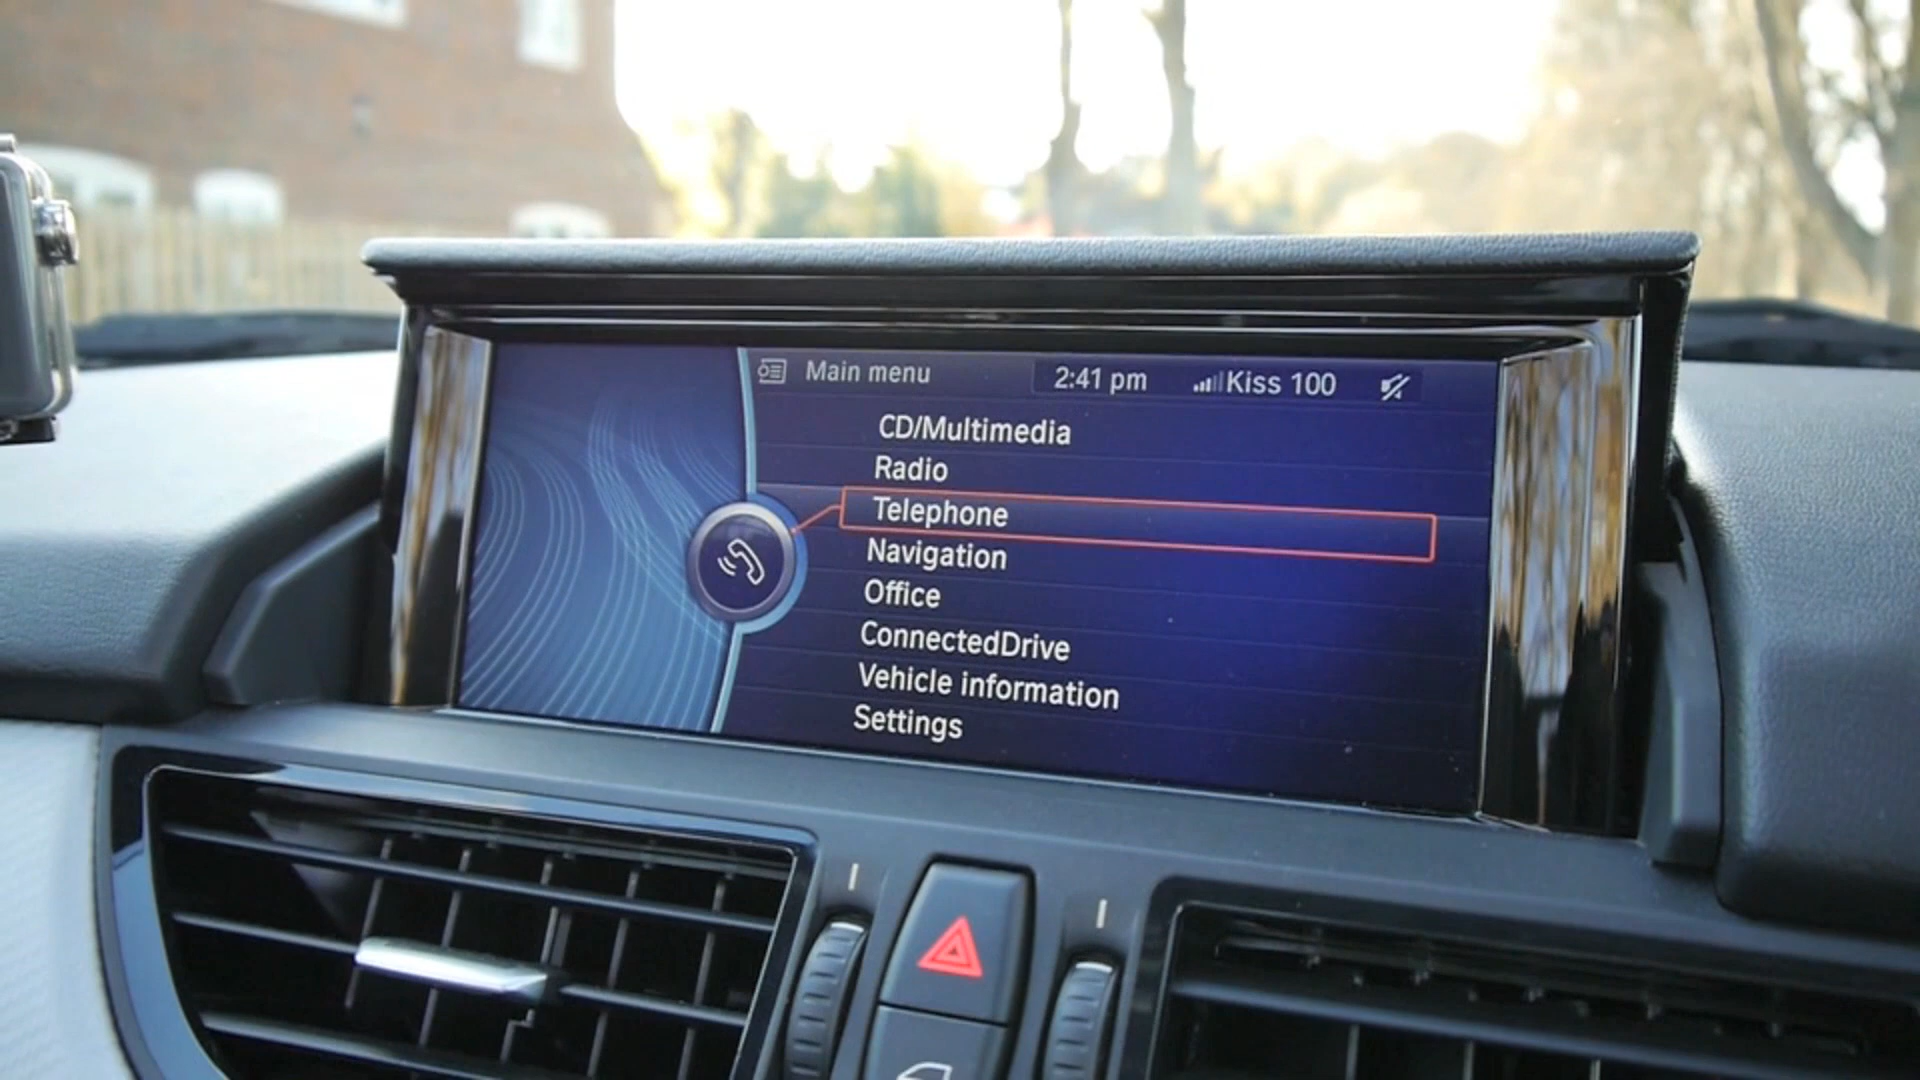 Main menu
2:41 pm
Kiss 100
CD/Multimedia
Radio
Telephone
Navigation
Office
ConnectedDrive
Vehicle information
Settings